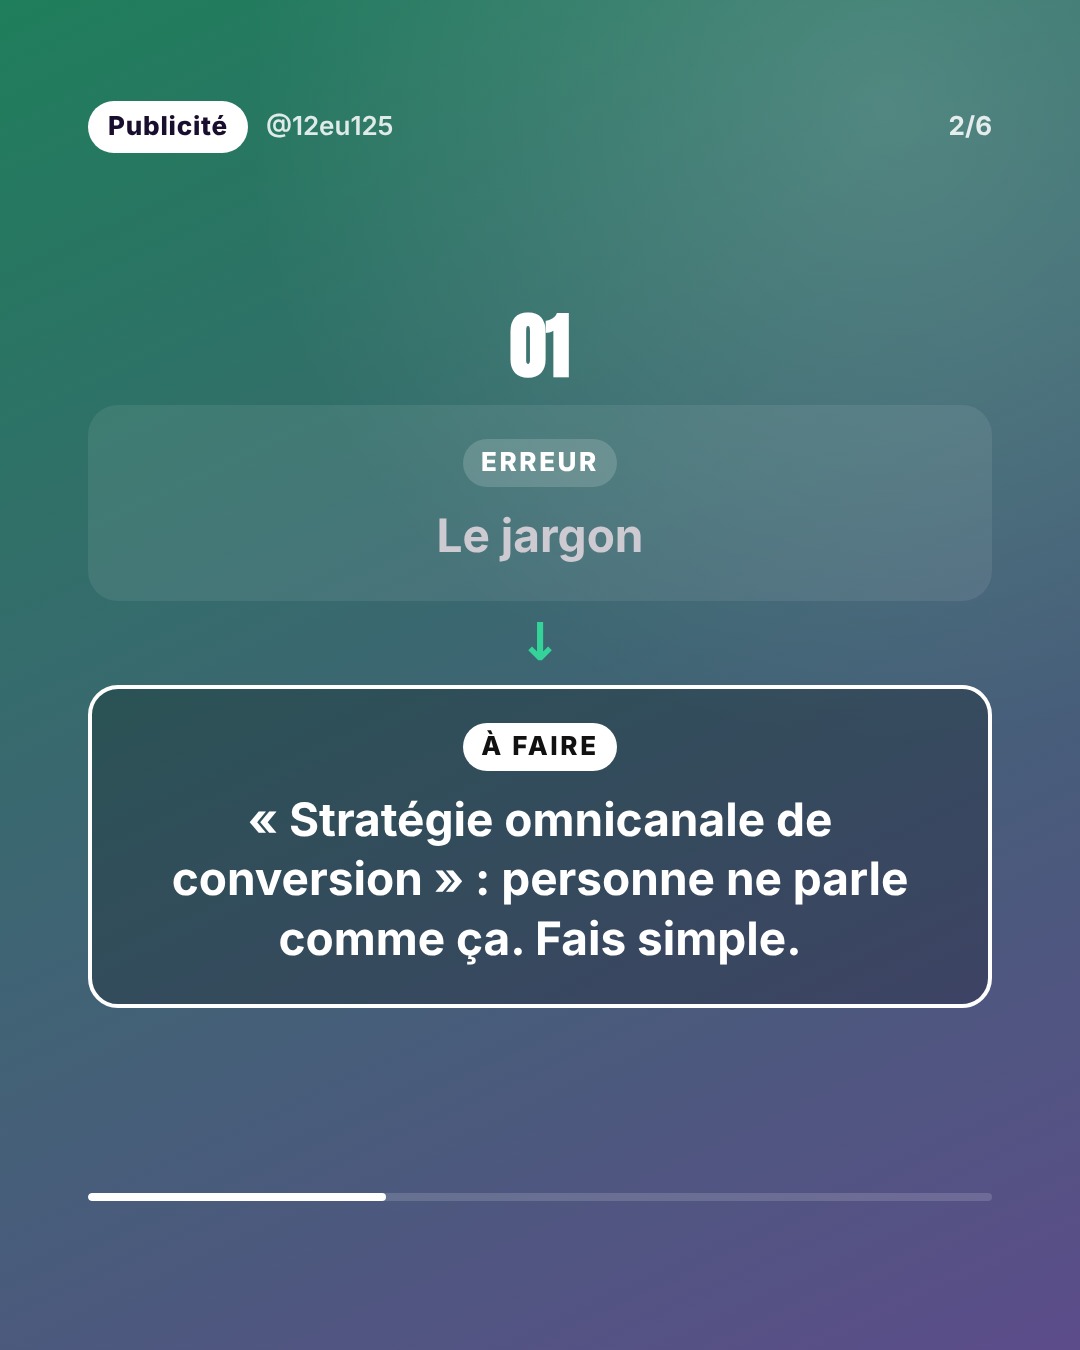 Publicité @12eu125 2/6
01
ERREUR
Le jargon
↓
À FAIRE
« Stratégie omnicanale de
conversion » : personne ne parle
comme ça. Fais simple.